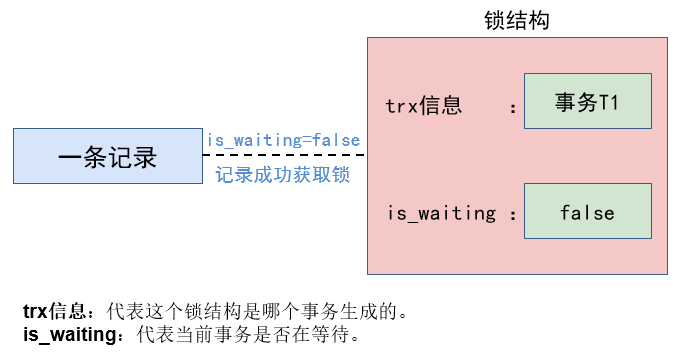 锁结构
trx信息 : 事务T1
is_waiting=false
一条记录
记录成功获取锁
is_waiting : false
trx信息：代表这个锁结构是哪个事务生成的。
is_waiting：代表当前事务是否在等待。